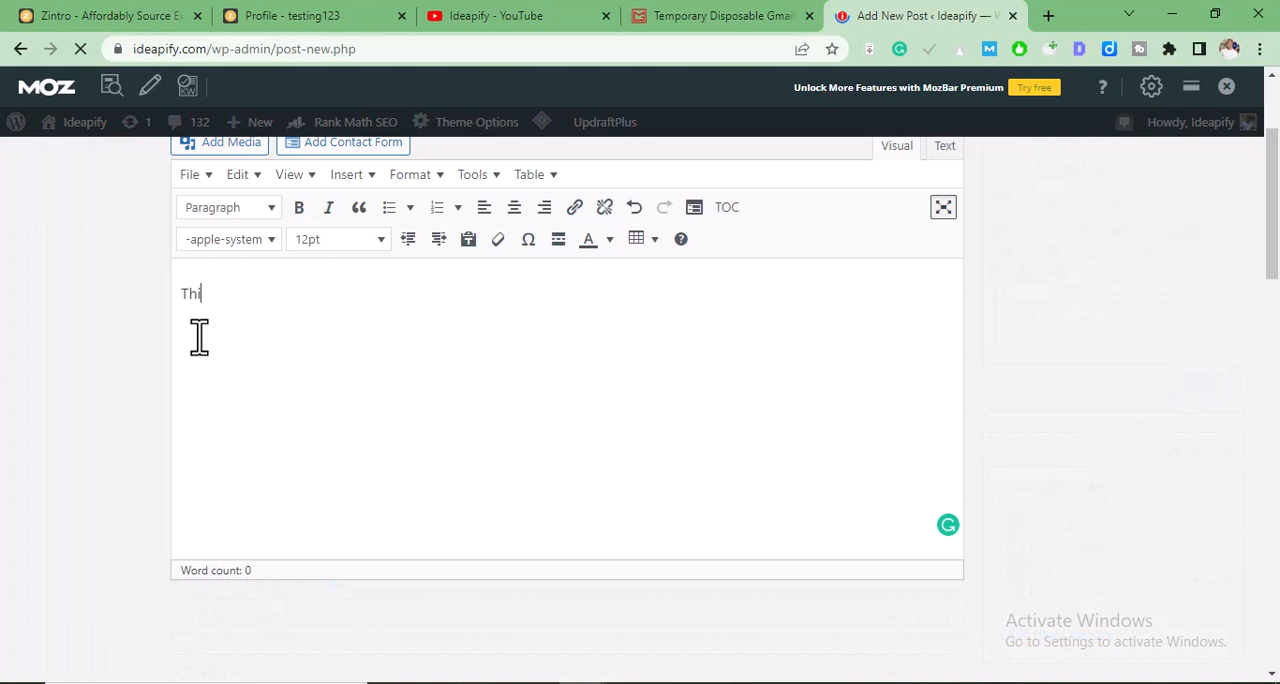 Zintro - Affordably Source Ex
Profile - testing123
Ideapify - YouTube
Temporary Disposable Gmail
Add New Post ‹ Ideapify — W
ideapify.com/wp-admin/post-new.php
MOZ
Unlock More Features with MozBar Premium
Try free
Ideapify
1
132
New
Rank Math SEO
Theme Options
UpdraftPlus
Howdy, Ideapify
Add Media
Add Contact Form
Visual
Text
File
Edit
View
Insert
Format
Tools
Table
Paragraph
B
I
TOC
-apple-system
12pt
A
Thi
Word count: 0
Activate Windows
Go to Settings to activate Windows.